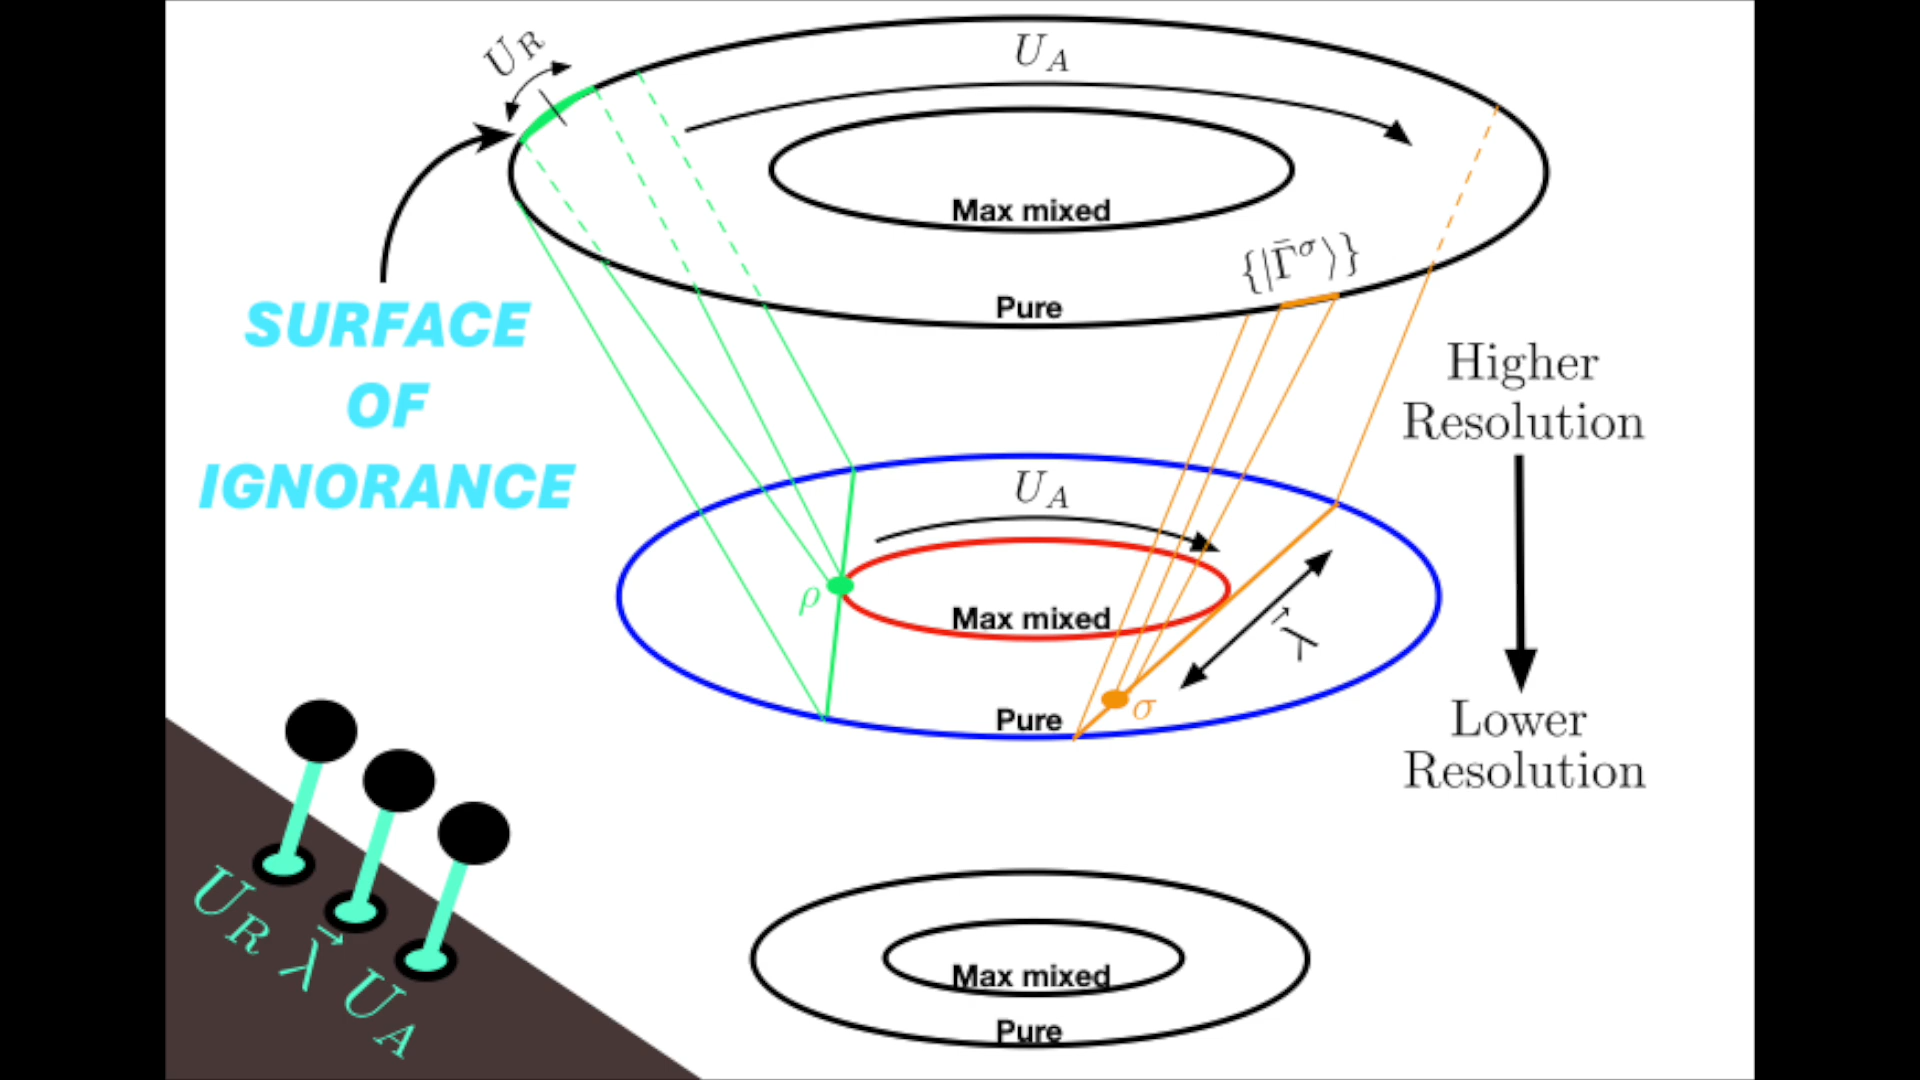 U_R
U_A
Max mixed
{|Γ̄^σ⟩}
Pure
SURFACE
OF
IGNORANCE
Higher
Resolution
U_A
ρ
Max mixed
λ⃗
σ
Pure
Lower
Resolution
U_R λ⃗ U_A
Max mixed
Pure